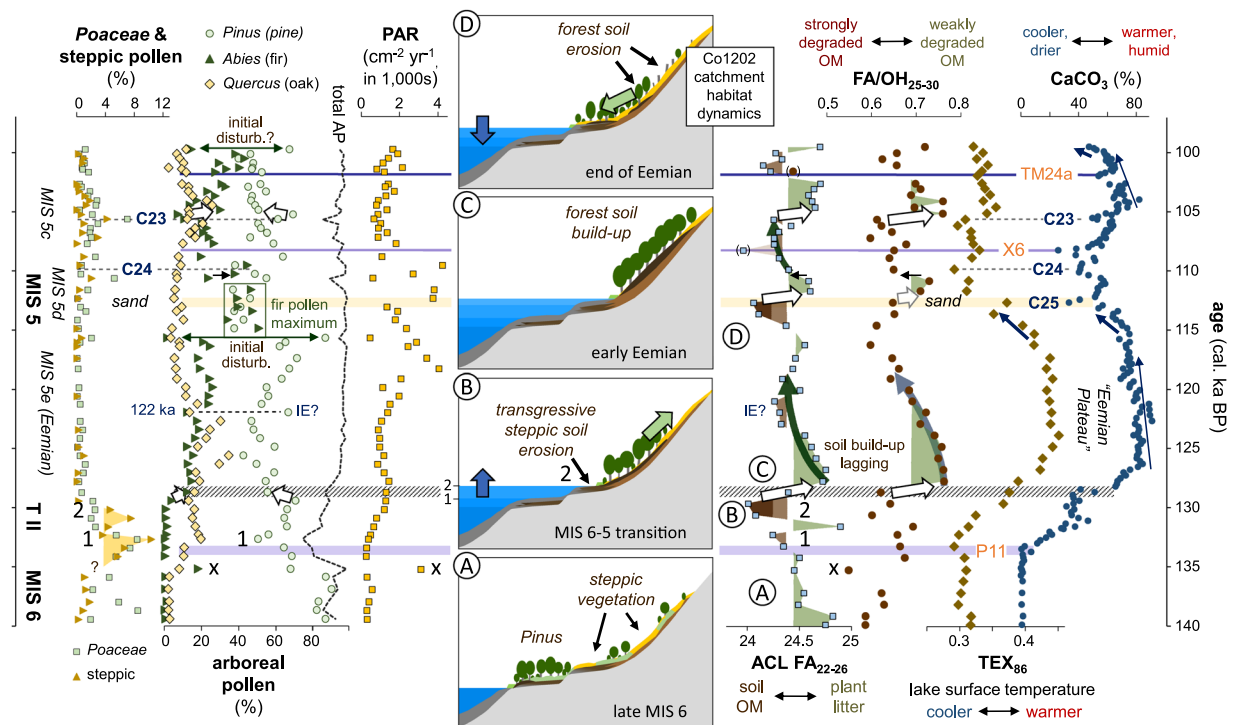 Poaceae &
steppic pollen
(%)
0 4 8 12
Pinus (pine)
Abies (fir)
Quercus (oak)
total AP
PAR
(cm-2 yr-1,
in 1,000s)
0 2 4
initial
disturb.?
MIS 5c
C23
C24
MIS 5d
MIS 5
sand
fir pollen
maximum
initial
disturb.
MIS 5e (Eemian)
122 ka
IE?
2
1
T II
2
1
1
?
MIS 6
x
x
0 20 40 60 80
Poaceae
steppic
arboreal
pollen
(%)
D
forest soil
erosion
Co1202
catchment
habitat
dynamics
end of Eemian
C
forest soil
build-up
early Eemian
B
transgressive
steppic soil
erosion
2
MIS 6-5 transition
A
steppic
vegetation
Pinus
late MIS 6
strongly
degraded
OM
weakly
degraded
OM
FA/OH25-30
0.5 0.6 0.7 0.8
cooler,
drier
warmer,
humid
CaCO3 (%)
0 40 80
100
(•)
TM24a
C23
105
(•)
X6
C24
110
sand
C25
D
115
age (cal. ka BP)
120
IE?
"Eemian
Plateau"
soil build-up
lagging
125
C
2
B
130
1
P11
x
135
A
140
24 24.5 25
0.3 0.4
ACL FA22-26
TEX86
soil
OM
plant
litter
lake surface temperature
cooler
warmer